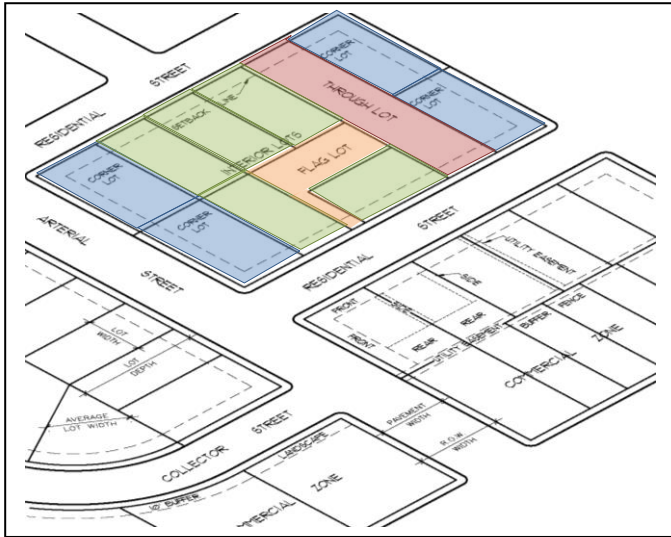 CORNER
LOT
STREET
RESIDENTIAL
THROUGH LOT
CORNER
LOT
SETBACK
LINE
INTERIOR LOTS
FLAG LOT
CORNER
LOT
CORNER
LOT
ARTERIAL
STREET
STREET
RESIDENTIAL
UTILITY EASEMENT
SIDE
FRONT
SIDE
FRONT
REAR
REAR
UTILITY EASEMENT
BUFFER
FENCE
COMMERCIAL
ZONE
LOT
WIDTH
LOT
DEPTH
AVERAGE
LOT WIDTH
PAVEMENT
WIDTH
R.O.W
WIDTH
STREET
COLLECTOR
LANDSCAPE
BUFFER
ZONE